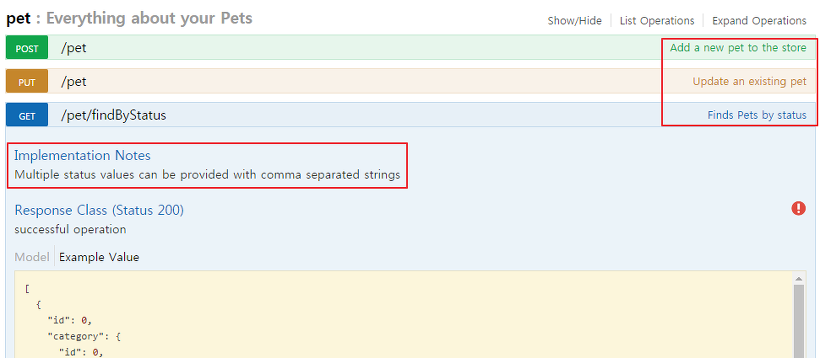 pet : Everything about your Pets
Show/Hide List Operations Expand Operations
POST /pet Add a new pet to the store
PUT /pet Update an existing pet
GET /pet/findByStatus Finds Pets by status
Implementation Notes
Multiple status values can be provided with comma separated strings
Response Class (Status 200)
successful operation
Model Example Value
[
{
"id": 0,
"category": {
"id": 0,